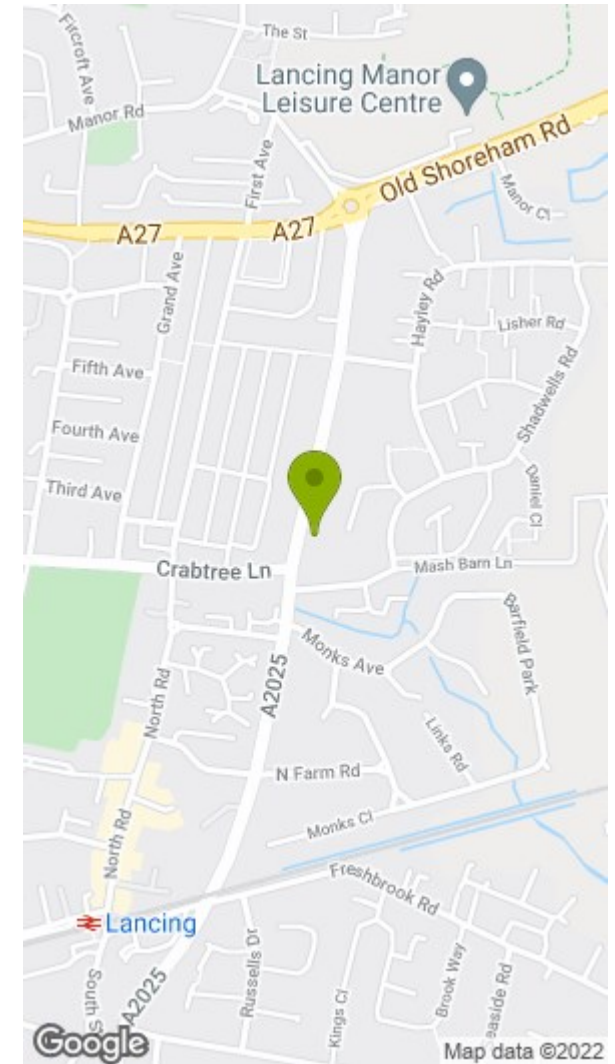 The St
Fircroft Ave
Lancing Manor
Leisure Centre
Manor Rd
First Ave
Old Shoreham Rd
Manor Cl
A27
A27
Grand Ave
Hayley Rd
Lisher Rd
Fifth Ave
Shadwells Rd
Fourth Ave
Third Ave
Daniel Cl
Crabtree Ln
Mash Barn Ln
Monks Ave
Barfield Park
A2025
North Rd
Links Rd
N Farm Rd
Monks Cl
North Rd
Freshbrook Rd
Lancing
South S
A2025
Russells Dr
Kings Cl
Brook Way
easide Rd
Google
Map data ©2022